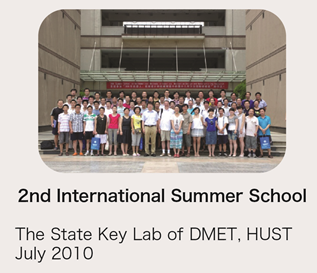 2nd International Summer School
The State Key Lab of DMET, HUST
July 2010